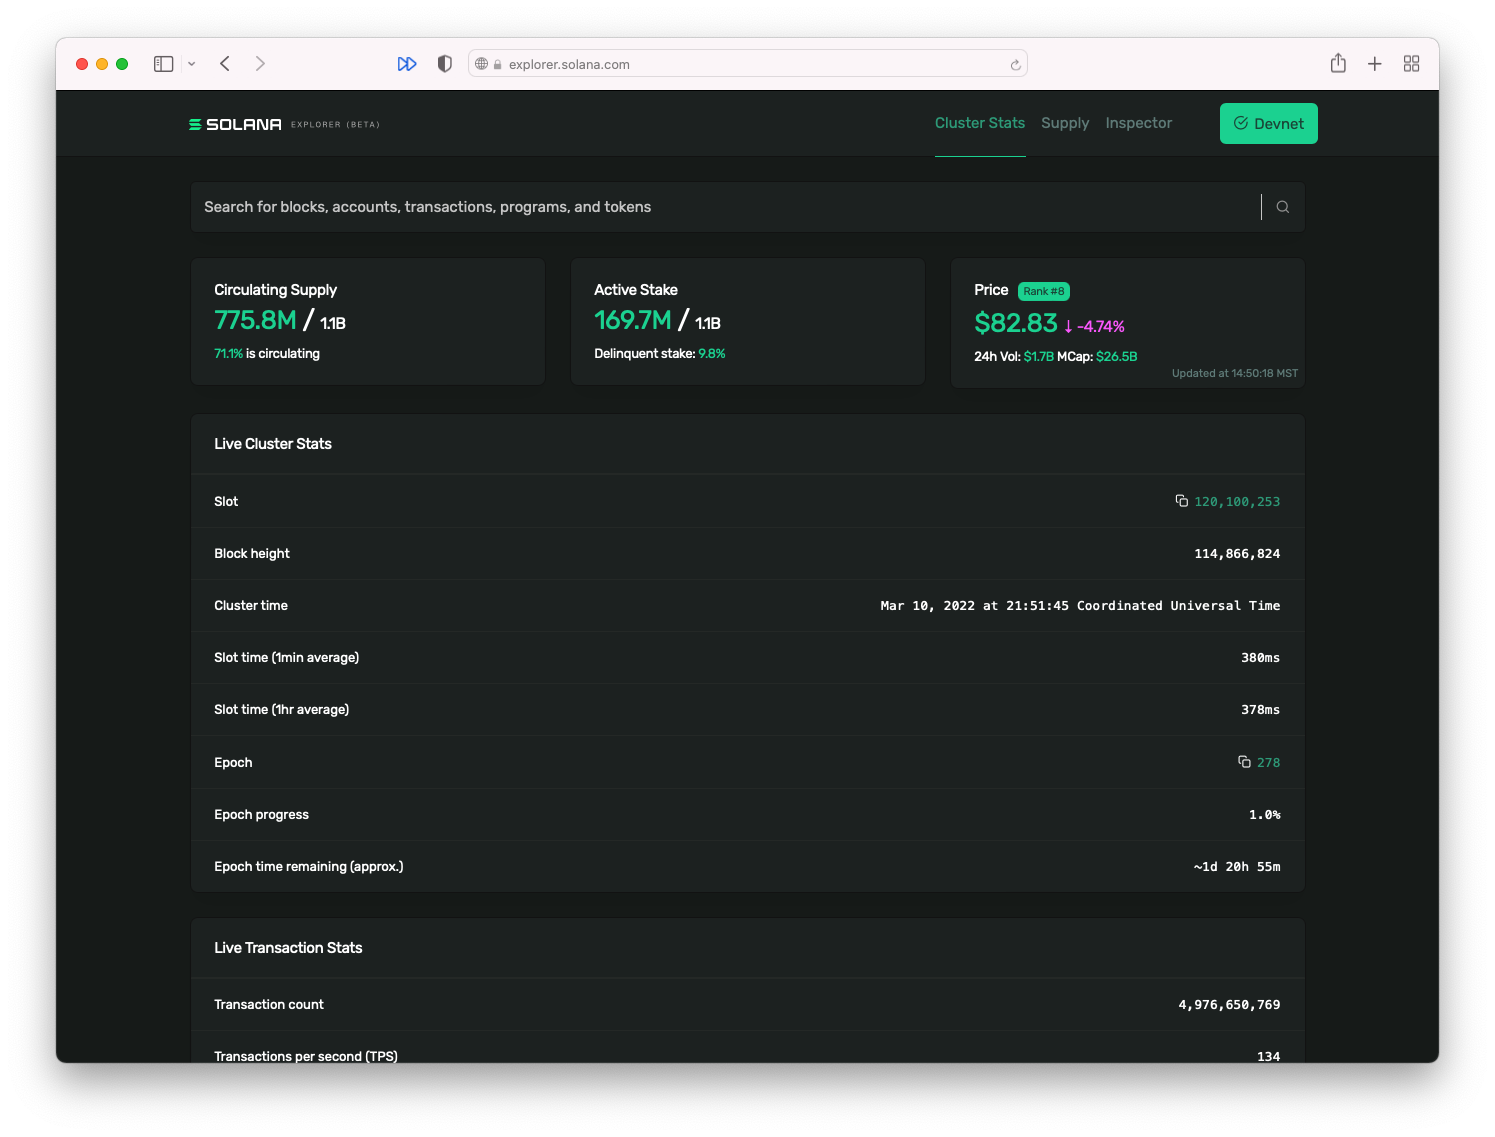 explorer.solana.com
SOLANA EXPLORER (BETA)
Cluster Stats Supply Inspector Devnet
Search for blocks, accounts, transactions, programs, and tokens
Circulating Supply
775.8M / 1.1B
71.1% is circulating
Active Stake
169.7M / 1.1B
Delinquent stake: 9.8%
Price Rank #8
$82.83 ↓ -4.74%
24h Vol: $1.7B MCap: $26.5B
Updated at 14:50:18 MST
Live Cluster Stats
Slot 120,100,253
Block height 114,866,824
Cluster time Mar 10, 2022 at 21:51:45 Coordinated Universal Time
Slot time (1min average) 380ms
Slot time (1hr average) 378ms
Epoch 278
Epoch progress 1.0%
Epoch time remaining (approx.) ~1d 20h 55m
Live Transaction Stats
Transaction count 4,976,650,769
Transactions per second (TPS) 134